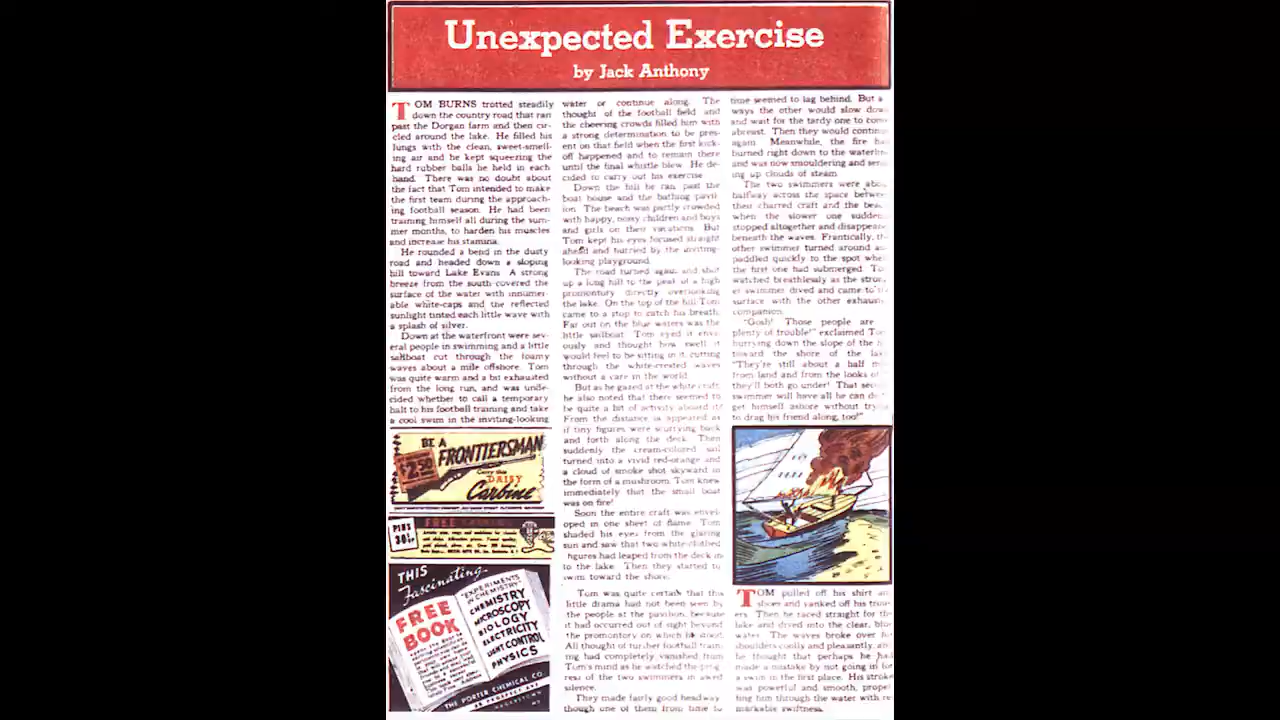 Unexpected Exercise
by Jack Anthony
TOM BURNS trotted steadily
down the country road that ran
past the Dorgan farm and then cir-
cled around the lake. He filled his
lungs with the clean, sweet-smell-
ing air and he kept squeezing the
hard rubber balls he held in each
hand. There was no doubt about
the fact that Tom intended to make
the first team during the approach-
ing football season. He had been
training himself all during the sum-
mer months, to harden his muscles
and increase his stamina.
He rounded a bend in the dusty
road and headed down a sloping
hill toward Lake Evans. A strong
breeze from the south covered the
surface of the water with innumer-
able white-caps and the reflected
sunlight tinted each little wave with
a splash of silver.
Down at the waterfront were sev-
eral people in swimming and a little
sailboat cut through the foamy
waves about a mile offshore. Tom
was quite warm and a bit exhausted
from the long run, and was unde-
cided whether to call a temporary
halt to his football training and take
a cool swim in the inviting-looking
BE A
FRONTIERSMAN
$2.50
Carry this
DAISY
Carbine
PLUS
30¢
FREE
THIS
Fascinating
FREE
BOOK
"EXPERIMENTS
IN CHEMISTRY"
CHEMISTRY
MICROSCOPY
BIOLOGY
ELECTRICITY
LIGHT CONTROL
PHYSICS
THE PORTER CHEMICAL CO.
HAGERSTOWN
water or continue along. The
thought of the football field and
the cheering crowds filled him with
a strong determination to be pres-
ent on that field when the first kick-
off happened and to remain there
until the final whistle blew. He de-
cided to carry out his exercise.
Down the hill he ran, past the
boat house and the bathing pavil-
ion. The beach was partly crowded
with happy, noisy children and boys
and girls on their vacations. But
Tom kept his eyes focused straight
ahead and hurried by the inviting-
looking playground.
The road turned again and shot
up a long hill to the peak of a high
promontory directly overlooking
the lake. On the top of the hill Tom
came to a stop to catch his breath.
Far out on the blue waters was the
little sailboat. Tom eyed it envi-
ously and thought how swell it
would feel to be sitting in it, cutting
through the white-crested waves
without a care in the world.
But as he gazed at the white craft,
he also noted that there seemed to
be quite a lot of activity aboard it!
From the distance is appeared as
if tiny figures were scurrying back
and forth along the deck. Then
suddenly the cream-colored sail
turned into a vivid red-orange and
a cloud of smoke shot skyward in
the form of a mushroom. Tom knew
immediately that the small boat
was on fire!
Soon the entire craft was envel-
oped in one sheet of flame. Tom
shaded his eyes from the glaring
sun and saw that two white-clothed
figures had leaped from the deck in-
to the lake. Then they started to
swim toward the shore.
Tom was quite certain that this
little drama had not been seen by
the people at the pavilion, because
it had occurred out of sight beyond
the promontory on which he stood.
All thought of further football train-
ing had completely vanished from
Tom's mind as he watched the prog-
ress of the two swimmers in awed
silence.
They made fairly good headway
though one of them from time to
time seemed to lag behind. But a
ways the other would slow down
and wait for the tardy one to come
abreast. Then they would continue
again. Meanwhile, the fire ha
burned right down to the waterline
and was now smouldering and send
ing up clouds of steam.
The two swimmers were abou
halfway across the space betwee
their charred craft and the beac
when the slower one sudden
stopped altogether and disappeare
beneath the waves. Frantically, th
other swimmer turned around an
paddled quickly to the spot whe
the first one had submerged. To
watched breathlessly as the stron
er swimmer dived and came to th
surface with the other exhaus
companion.
"Gosh! Those people are
plenty of trouble!" exclaimed To
hurrying down the slope of the h
toward the shore of the lak
"They're still about a half m
from land and from the looks of
they'll both go under! That sec
swimmer will have all he can do
get himself ashore without tryi
to drag his friend along, too!"
TOM pulled off his shirt an
shoes and yanked off his trou
ers. Then he raced straight for the
lake and dived into the clear, blu
water. The waves broke over hi
shoulders coolly and pleasantly, an
he thought that perhaps he had
made a mistake by not going in for
a swim in the first place. His stroke
was powerful and smooth, prope
ling him through the water with re
markable swiftness.